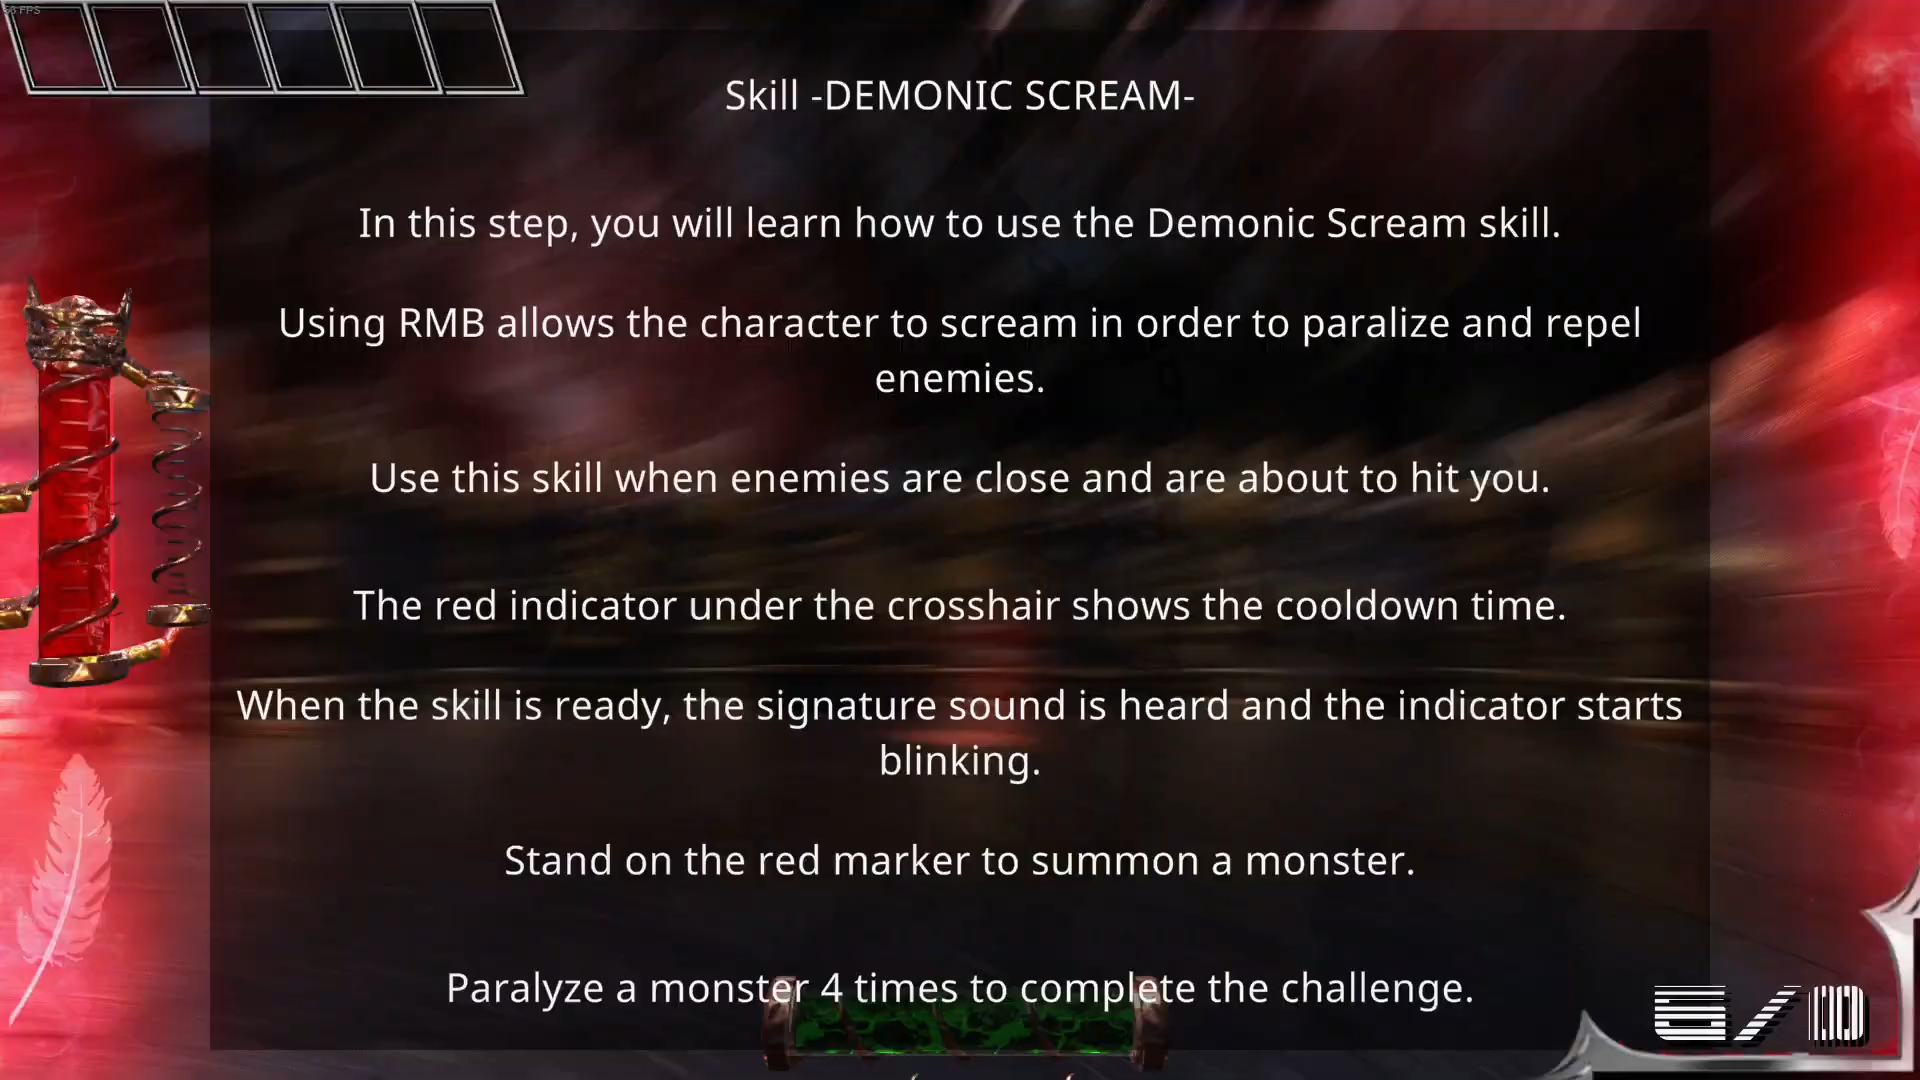 56 FPS
Skill -DEMONIC SCREAM-
In this step, you will learn how to use the Demonic Scream skill.
Using RMB allows the character to scream in order to paralize and repel
enemies.
Use this skill when enemies are close and are about to hit you.
The red indicator under the crosshair shows the cooldown time.
When the skill is ready, the signature sound is heard and the indicator starts
blinking.
Stand on the red marker to summon a monster.
Paralyze a monster 4 times to complete the challenge.
6/0